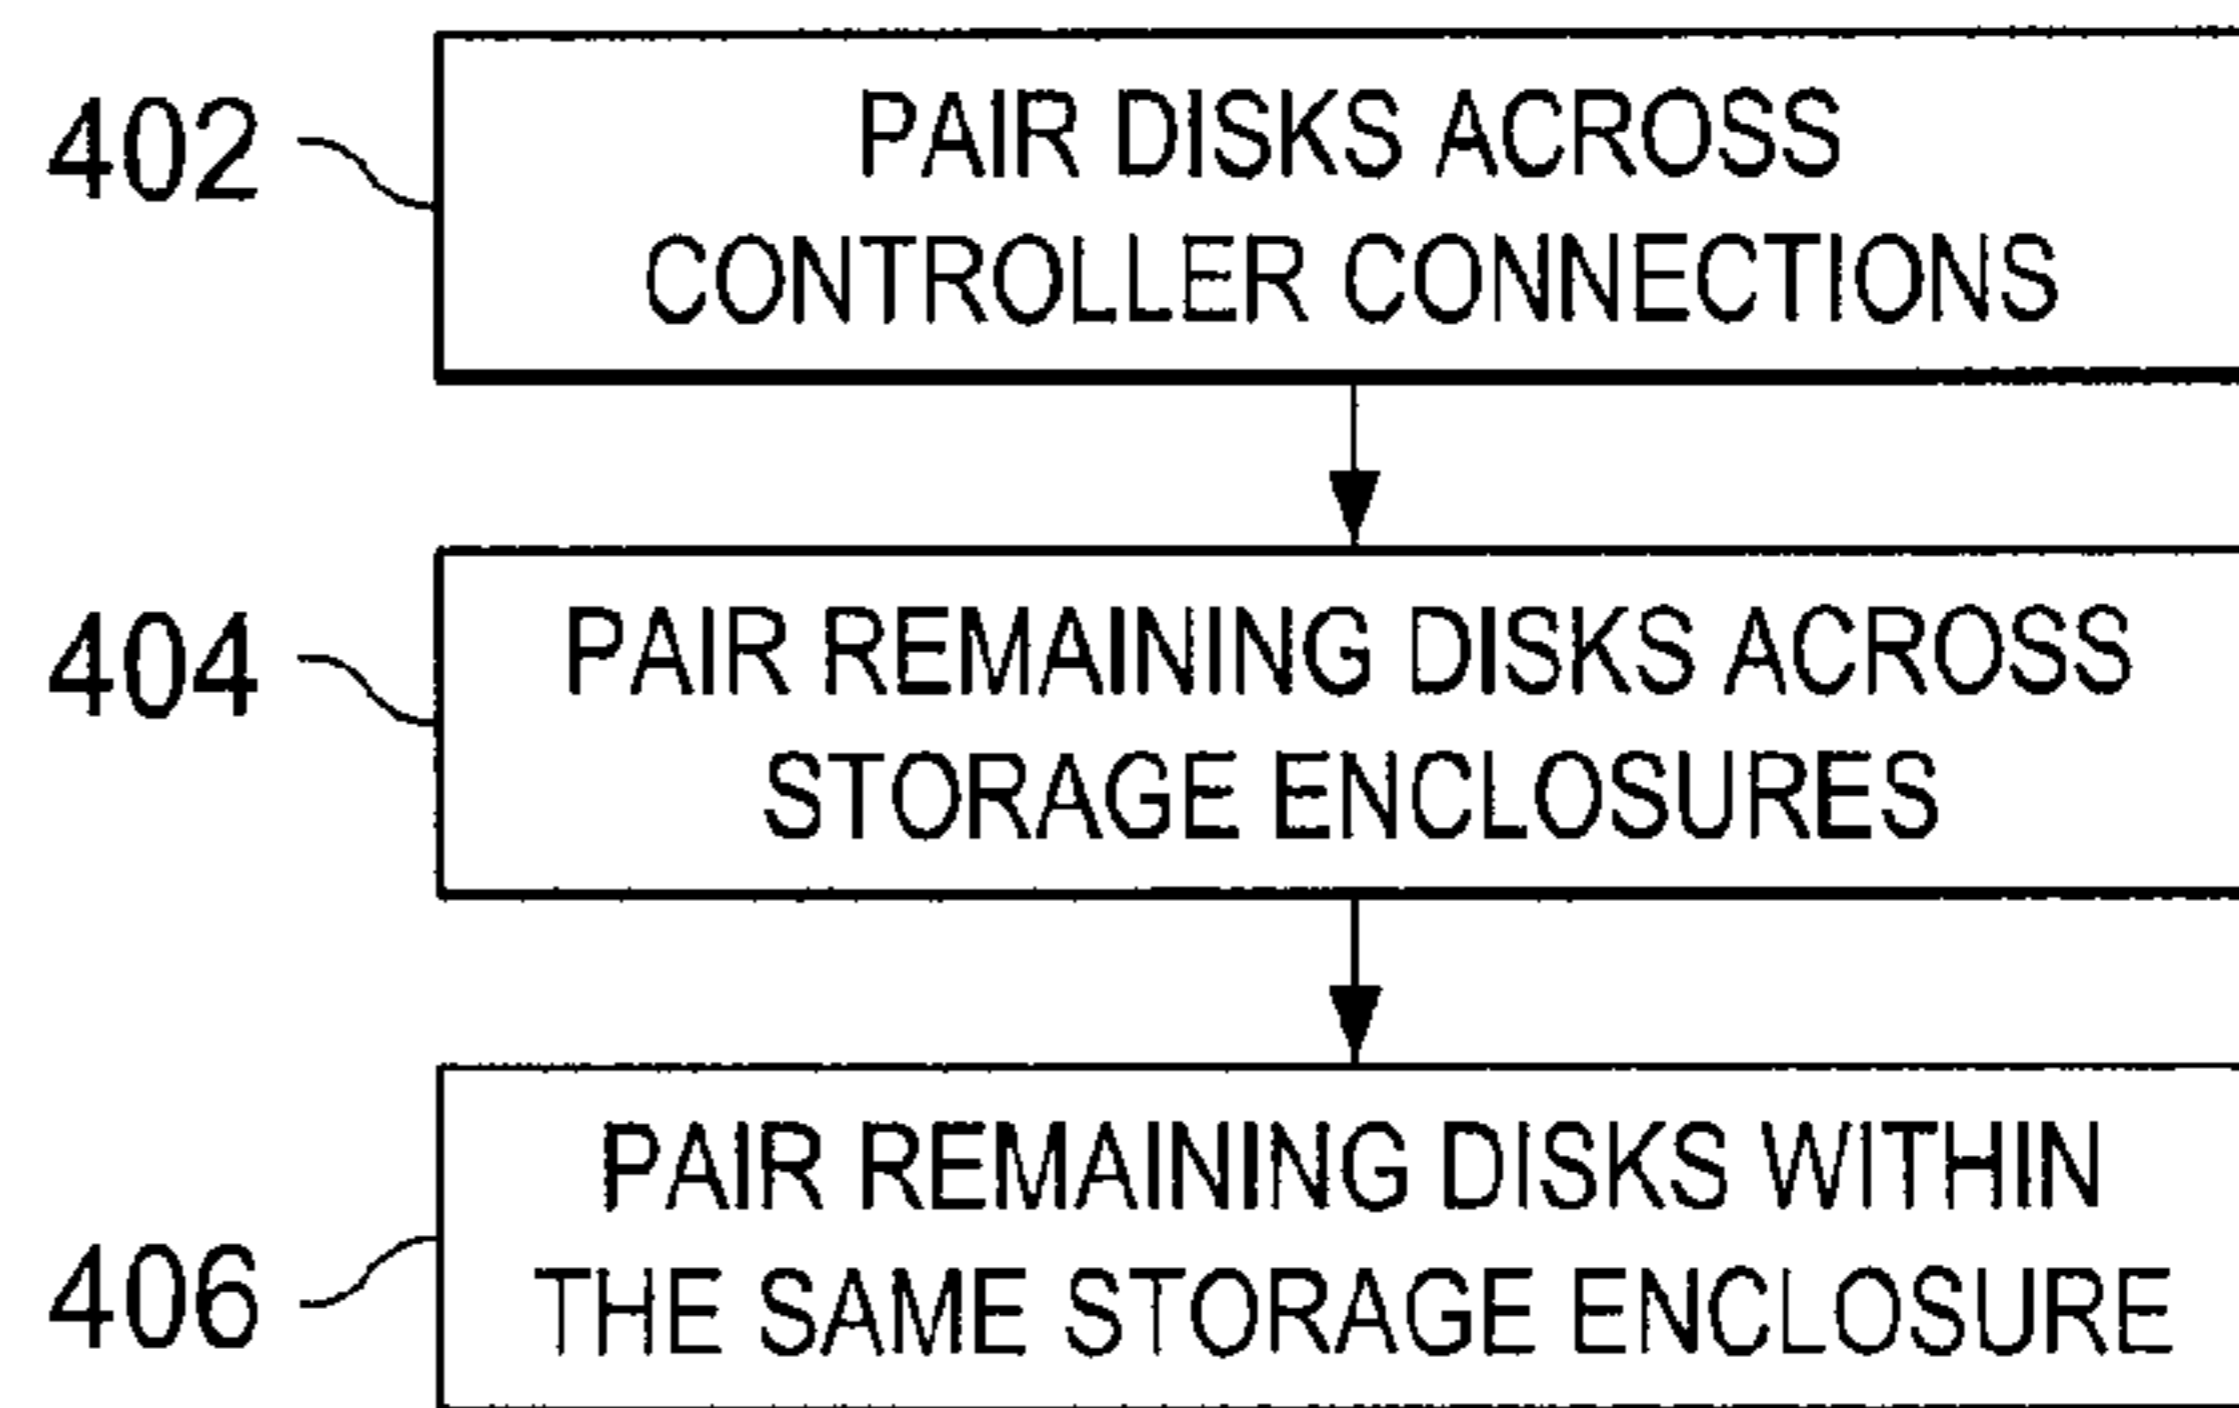 402
PAIR DISKS ACROSS
CONTROLLER CONNECTIONS
404
PAIR REMAINING DISKS ACROSS
STORAGE ENCLOSURES
406
PAIR REMAINING DISKS WITHIN
THE SAME STORAGE ENCLOSURE